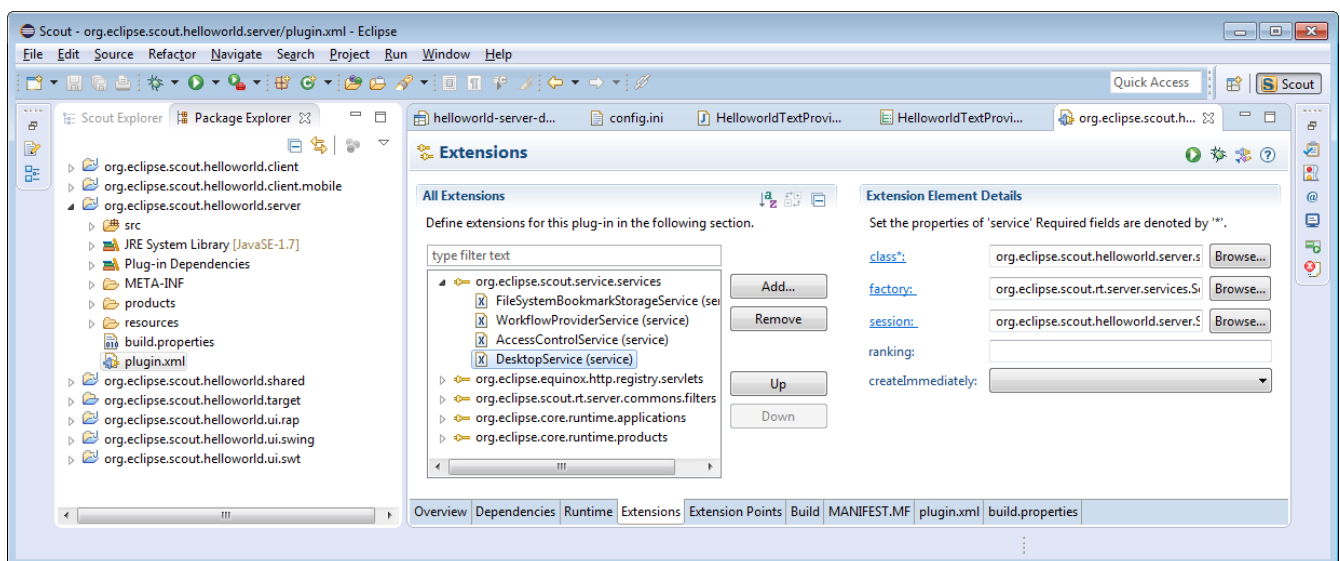 Scout - org.eclipse.scout.helloworld.server/plugin.xml - Eclipse
File Edit Source Refactor Navigate Search Project Run Window Help
Quick Access
Scout
Scout Explorer Package Explorer
helloworld-server-d... config.ini HelloworldTextProvi... HelloworldTextProvi... org.eclipse.scout.h...
org.eclipse.scout.helloworld.client
org.eclipse.scout.helloworld.client.mobile
org.eclipse.scout.helloworld.server
src
JRE System Library [JavaSE-1.7]
Plug-in Dependencies
META-INF
products
resources
build.properties
plugin.xml
org.eclipse.scout.helloworld.shared
org.eclipse.scout.helloworld.target
org.eclipse.scout.helloworld.ui.rap
org.eclipse.scout.helloworld.ui.swing
org.eclipse.scout.helloworld.ui.swt
Extensions
All Extensions
Define extensions for this plug-in in the following section.
type filter text
org.eclipse.scout.service.services
FileSystemBookmarkStorageService (ser
WorkflowProviderService (service)
AccessControlService (service)
DesktopService (service)
org.eclipse.equinox.http.registry.servlets
org.eclipse.scout.rt.server.commons.filters
org.eclipse.core.runtime.applications
org.eclipse.core.runtime.products
Add...
Remove
Up
Down
Extension Element Details
Set the properties of 'service' Required fields are denoted by '*'.
class*: org.eclipse.scout.helloworld.server.s Browse...
factory: org.eclipse.scout.rt.server.services.Se Browse...
session: org.eclipse.scout.helloworld.server.S Browse...
ranking:
createImmediately:
Overview Dependencies Runtime Extensions Extension Points Build MANIFEST.MF plugin.xml build.properties